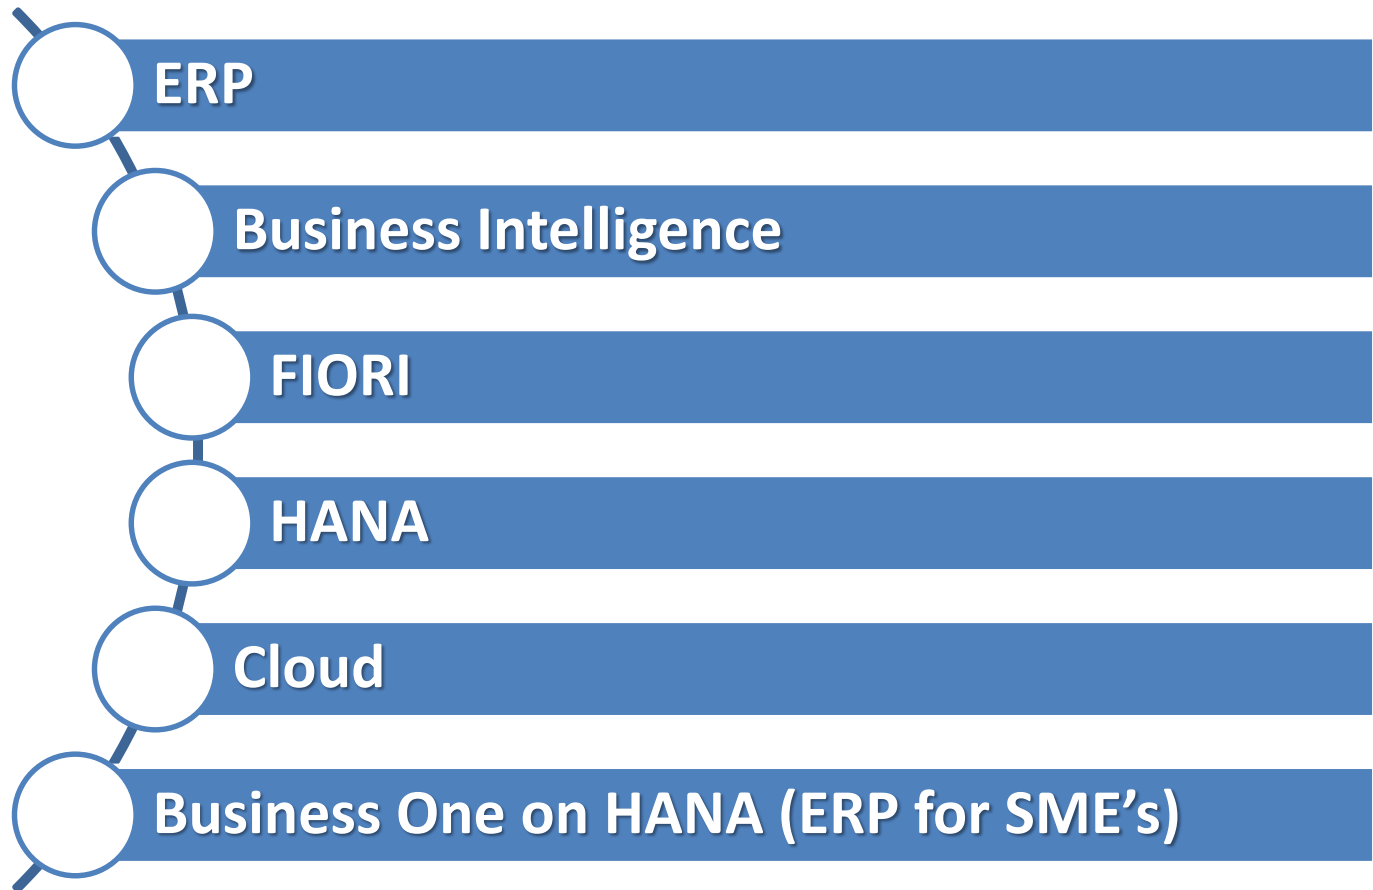 ERP
Business Intelligence
FIORI
HANA
Cloud
Business One on HANA (ERP for SME’s)